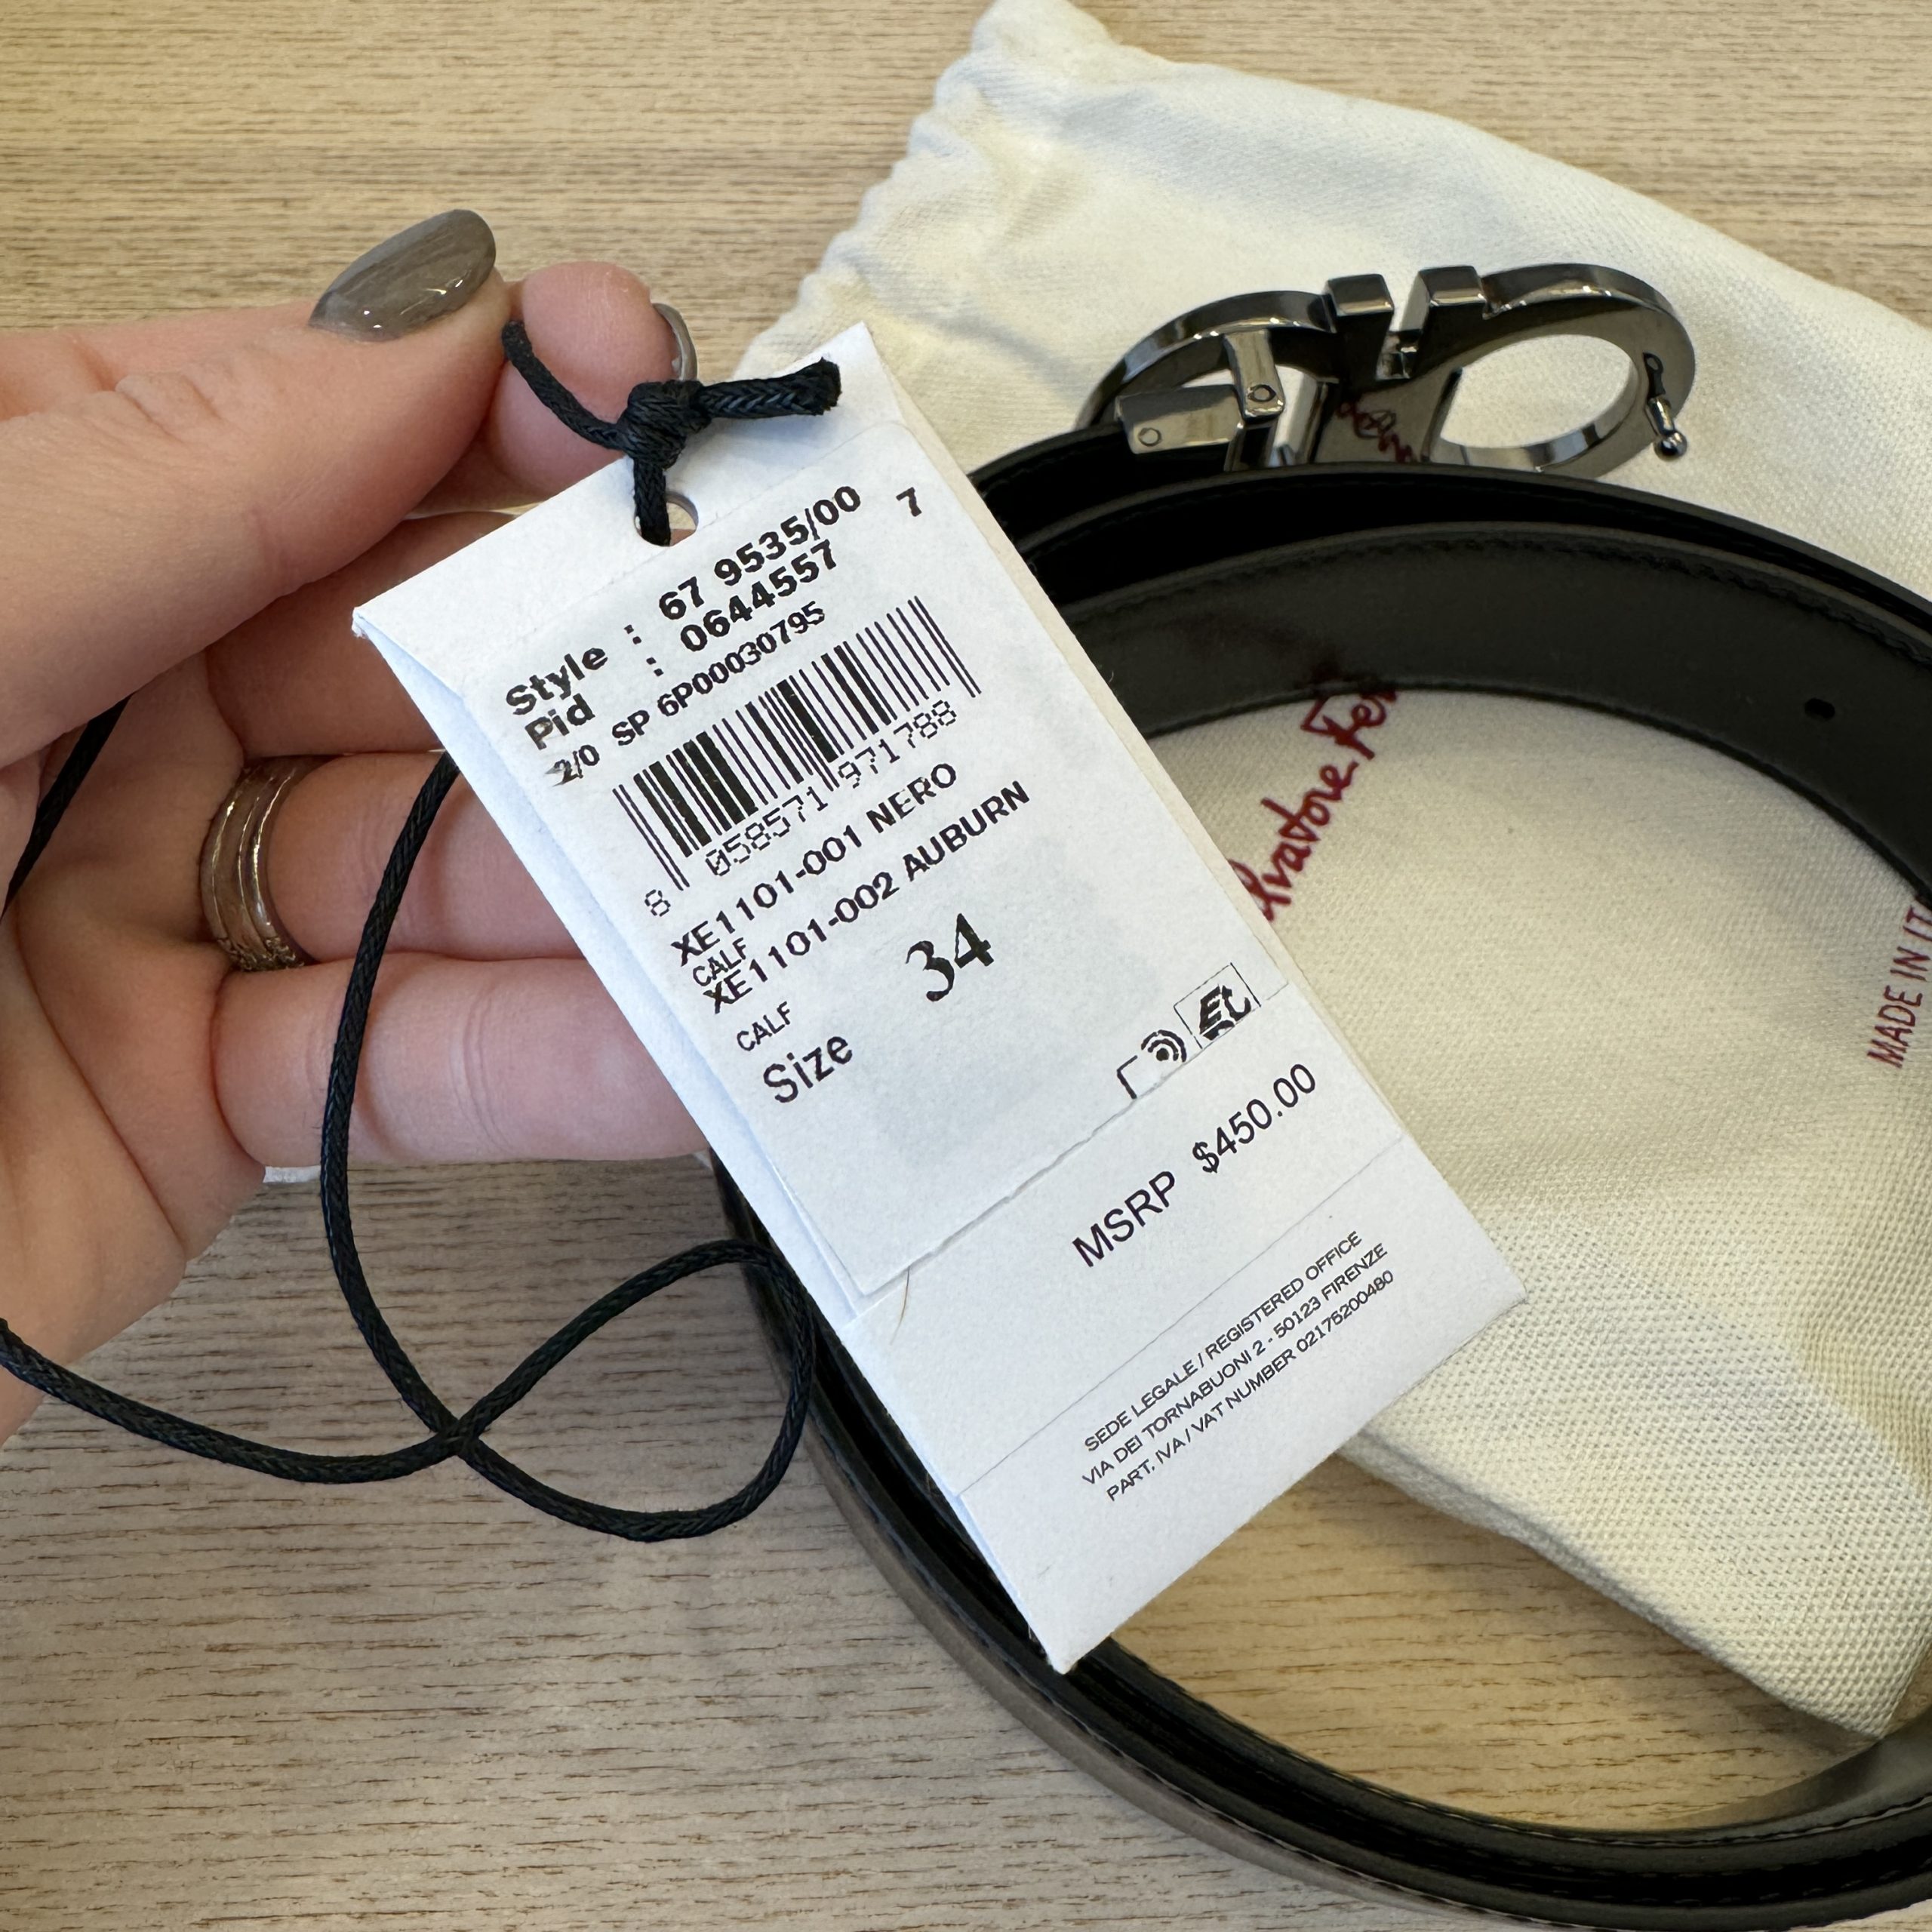 Style : 67 9535/00 7
Pid : 0644557
2/0 SP 6P00030795
8 058571 971788
XE1101-001 NERO
CALF
XE1101-002 AUBURN
CALF
Size 34
MSRP $450.00
SEDE LEGALE / REGISTERED OFFICE
VIA DEI TORNABUONI 2 - 50123 FIRENZE
PART. IVA / VAT NUMBER 02175200480
alvatore Fer
MADE IN IT